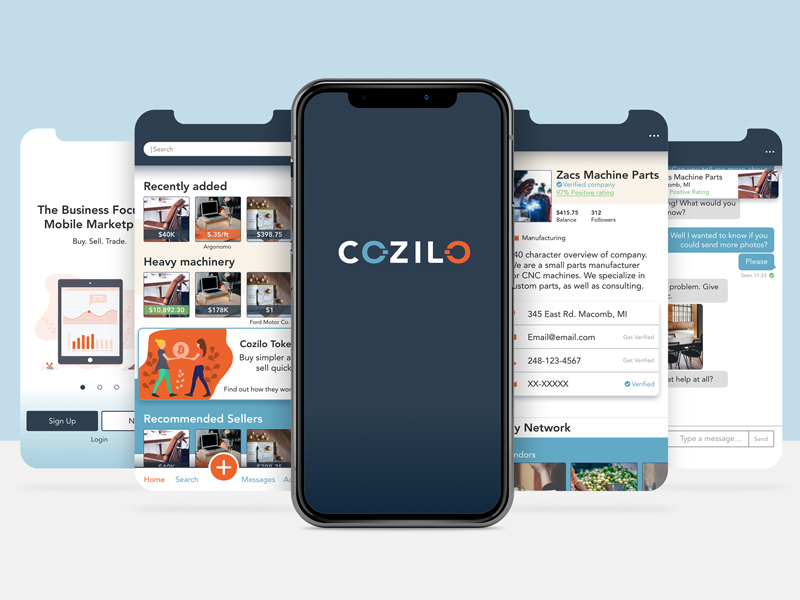 The Business Focu
Mobile Marketp
Buy. Sell. Trade.
Sign Up
N
Login
Search
Recently added
$40K
$.35/ft
$398.75
Argonomo
Heavy machinery
$10,892.30
$178K
$1
Ford Motor Co.
Cozilo Toke
Buy simpler a
sell quick
Find out how they wor
Recommended Sellers
$40K
$398.75
+
Home
Search
Messages
Ac
COZILO
Zacs Machine Parts
Verified company
97% Positive rating
$415.75
312
Balance
Followers
Manufacturing
40 character overview of company.
We are a small parts manufacturer
or CNC machines. We specialize in
ustom parts, as well as consulting.
345 East Rd. Macomb, MI
Email@email.com
Get Verified
248-123-4567
Get Verified
XX-XXXXX
Verified
y Network
ndors
s Machine Parts
omb, MI
Positive Rating
ng! What would you
now?
Well I wanted to know if you
could send more photos?
Please
Seen 11:33
problem. Give
at help at all?
Type a message...
Send